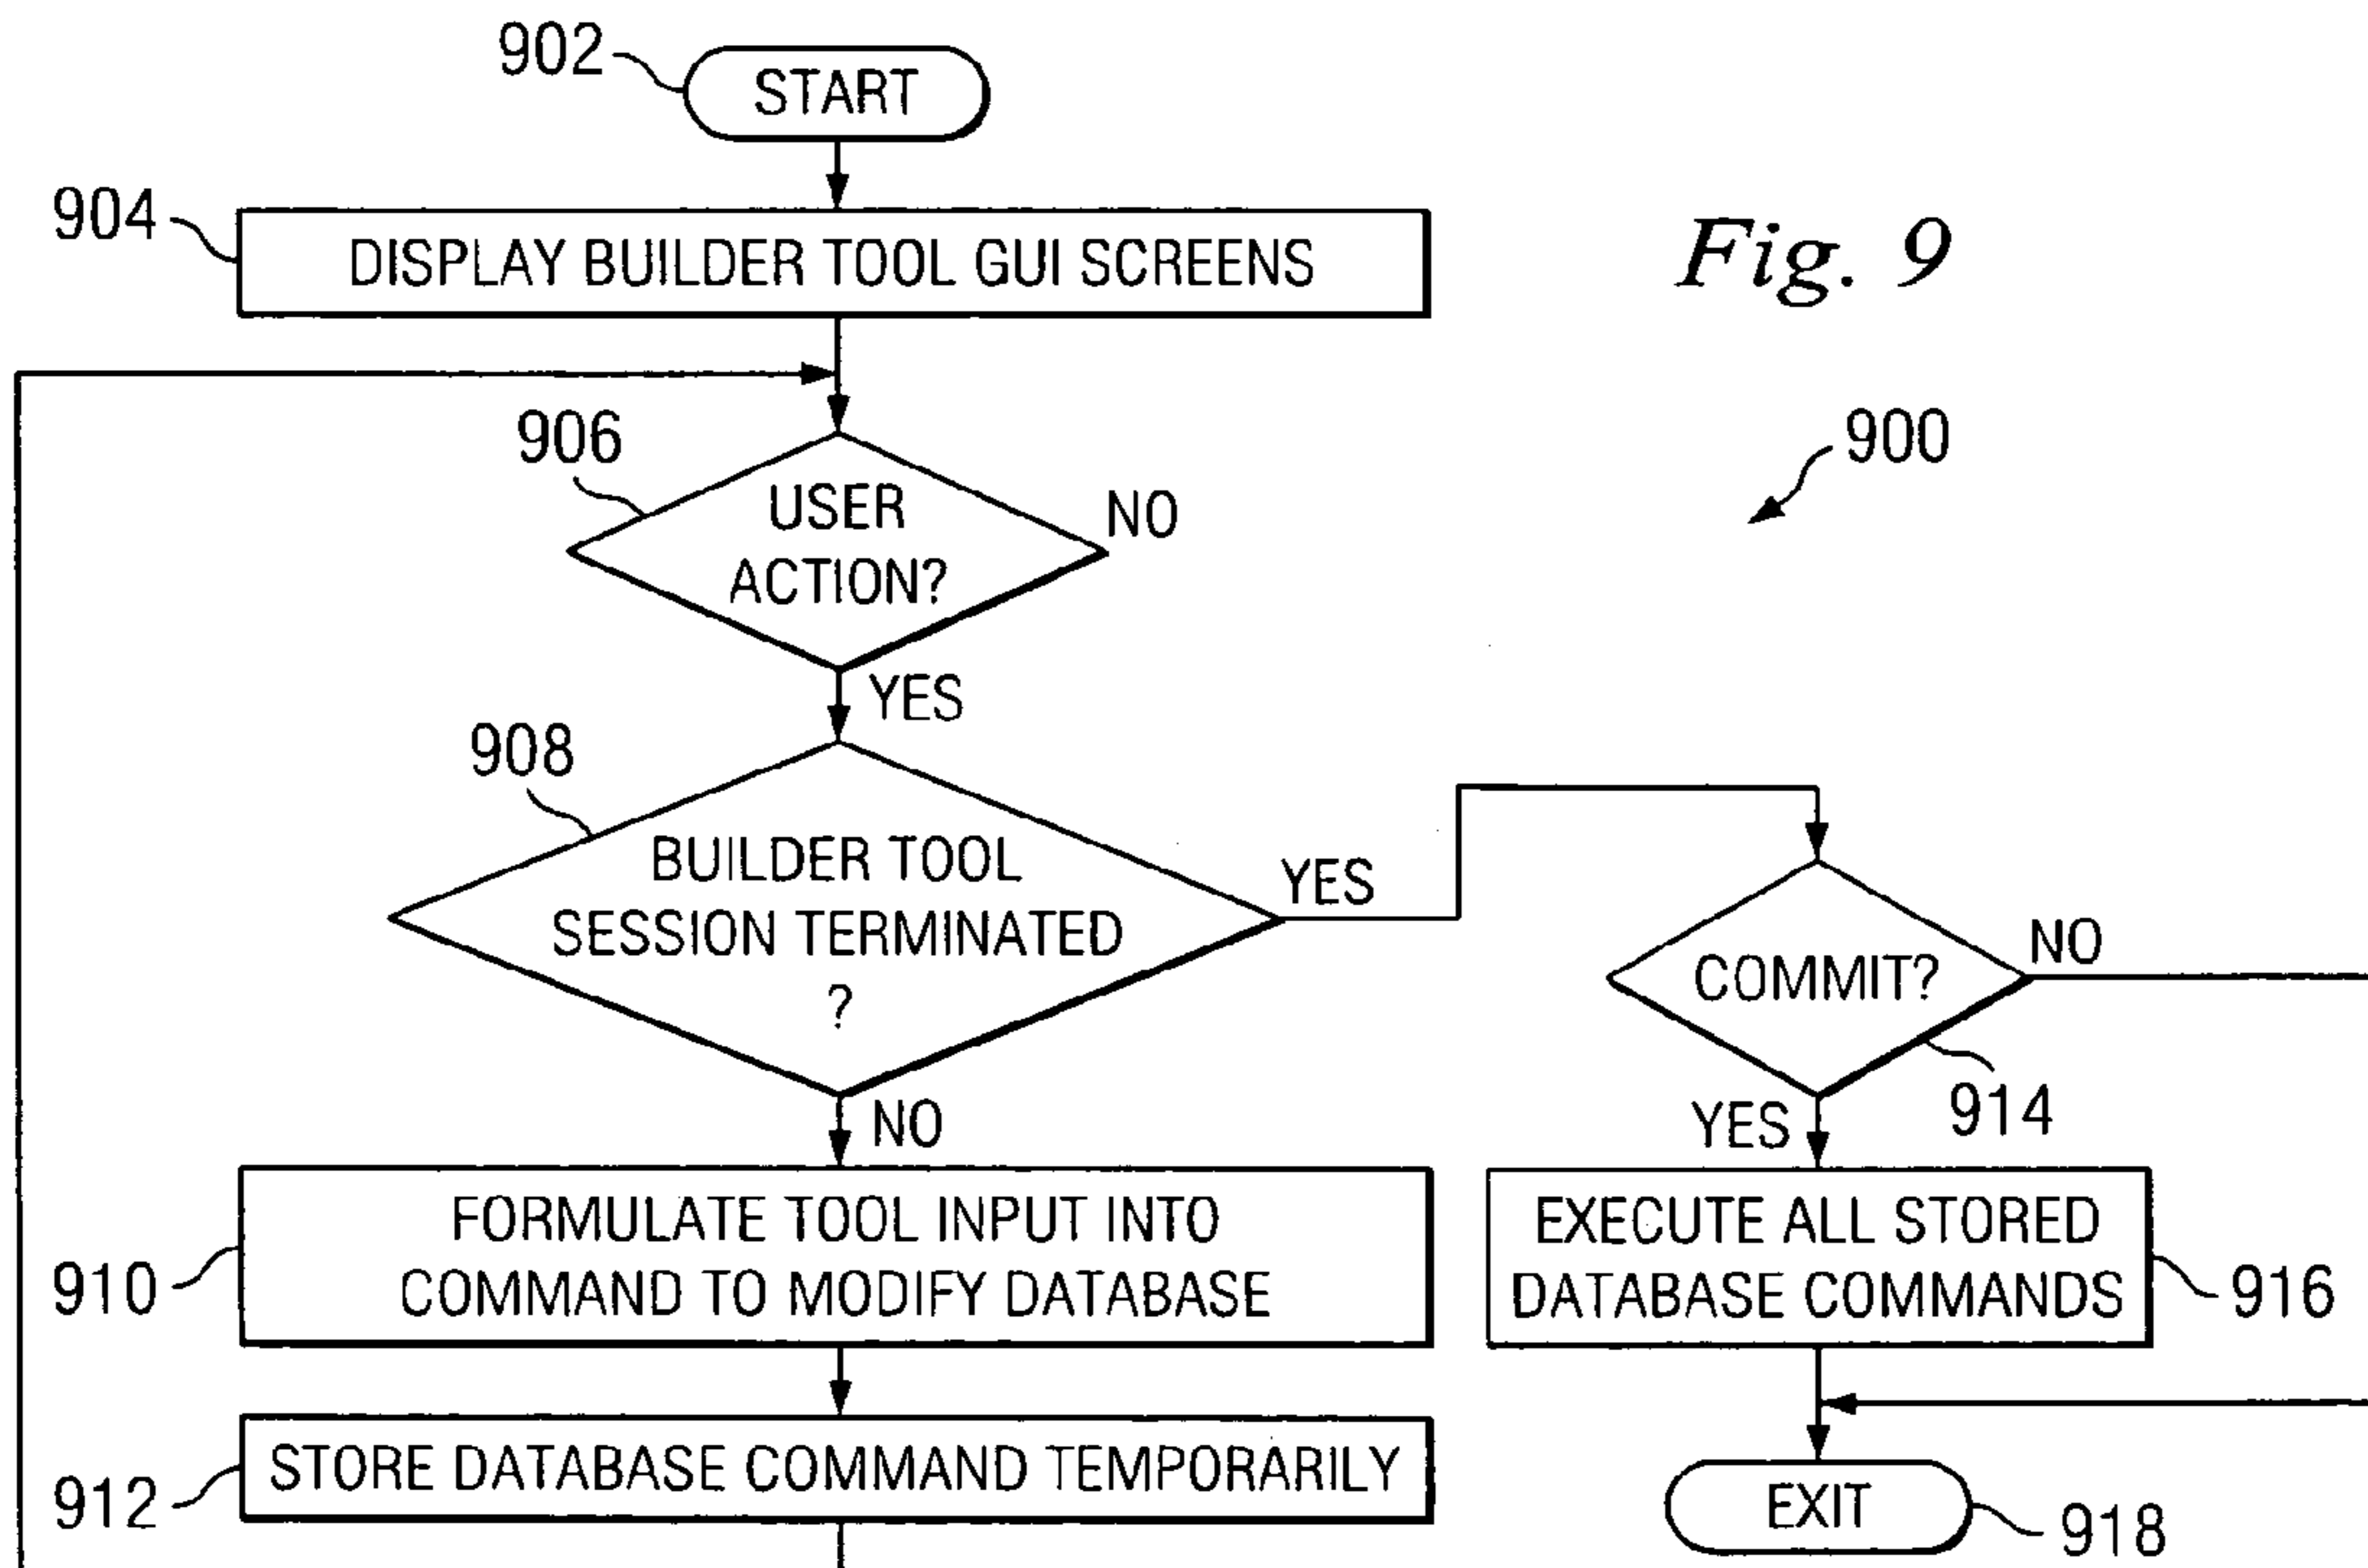 902
START
904
DISPLAY BUILDER TOOL GUI SCREENS
Fig. 9
900
906
USER
ACTION?
NO
YES
908
BUILDER TOOL
SESSION TERMINATED
?
YES
NO
COMMIT?
NO
914
YES
910
FORMULATE TOOL INPUT INTO
COMMAND TO MODIFY DATABASE
EXECUTE ALL STORED
DATABASE COMMANDS
916
912
STORE DATABASE COMMAND TEMPORARILY
EXIT
918